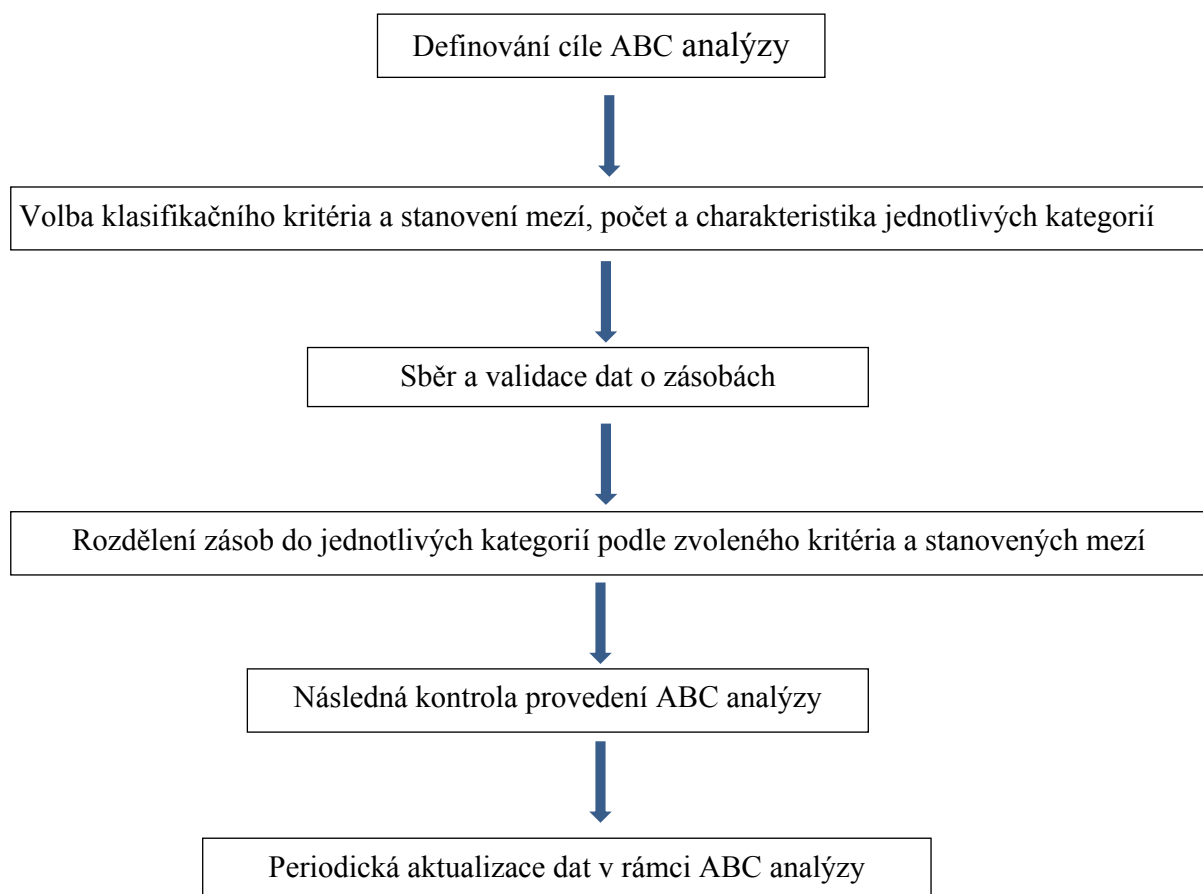 Definování cíle ABC analýzy
Volba klasifikačního kritéria a stanovení mezí, počet a charakteristika jednotlivých kategorií
Sběr a validace dat o zásobách
Rozdělení zásob do jednotlivých kategorií podle zvoleného kritéria a stanovených mezí
Následná kontrola provedení ABC analýzy
Periodická aktualizace dat v rámci ABC analýzy